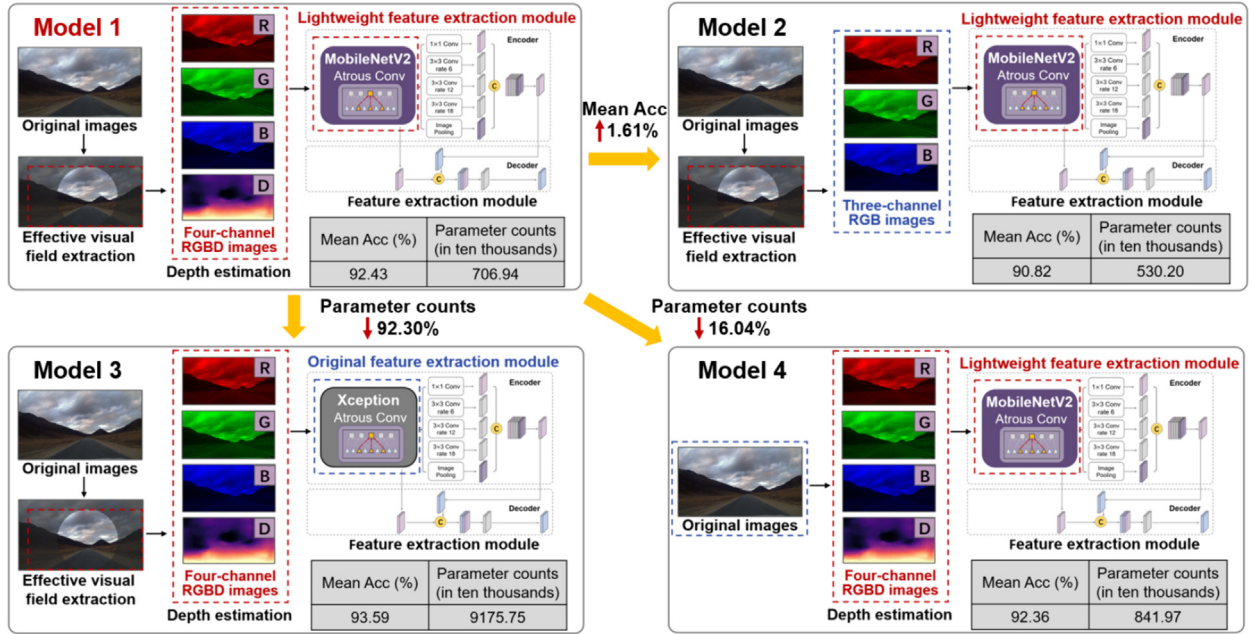 Model 1
Original images
Effective visual
field extraction
R
G
B
D
Four-channel
RGBD images
Depth estimation
Lightweight feature extraction module
MobileNetV2
Atrous Conv
1×1 Conv
3×3 Conv
rate 6
3×3 Conv
rate 12
3×3 Conv
rate 18
Image
Pooling
Encoder
C
Decoder
C
Feature extraction module
Mean Acc (%)
Parameter counts
(in ten thousands)
92.43
706.94
Mean Acc
1.61%
Model 2
Original images
Effective visual
field extraction
R
G
B
Three-channel
RGB images
Lightweight feature extraction module
MobileNetV2
Atrous Conv
1×1 Conv
3×3 Conv
rate 6
3×3 Conv
rate 12
3×3 Conv
rate 18
Image
Pooling
Encoder
C
Decoder
C
Feature extraction module
Mean Acc (%)
Parameter counts
(in ten thousands)
90.82
530.20
Parameter counts
92.30%
Parameter counts
16.04%
Model 3
Original images
Effective visual
field extraction
R
G
B
D
Four-channel
RGBD images
Depth estimation
Original feature extraction module
Xception
Atrous Conv
1×1 Conv
3×3 Conv
rate 6
3×3 Conv
rate 12
3×3 Conv
rate 18
Image
Pooling
Encoder
C
Decoder
C
Feature extraction module
Mean Acc (%)
Parameter counts
(in ten thousands)
93.59
9175.75
Model 4
Original images
R
G
B
D
Four-channel
RGBD images
Depth estimation
Lightweight feature extraction module
MobileNetV2
Atrous Conv
1×1 Conv
3×3 Conv
rate 6
3×3 Conv
rate 12
3×3 Conv
rate 18
Image
Pooling
Encoder
C
Decoder
C
Feature extraction module
Mean Acc (%)
Parameter counts
(in ten thousands)
92.36
841.97